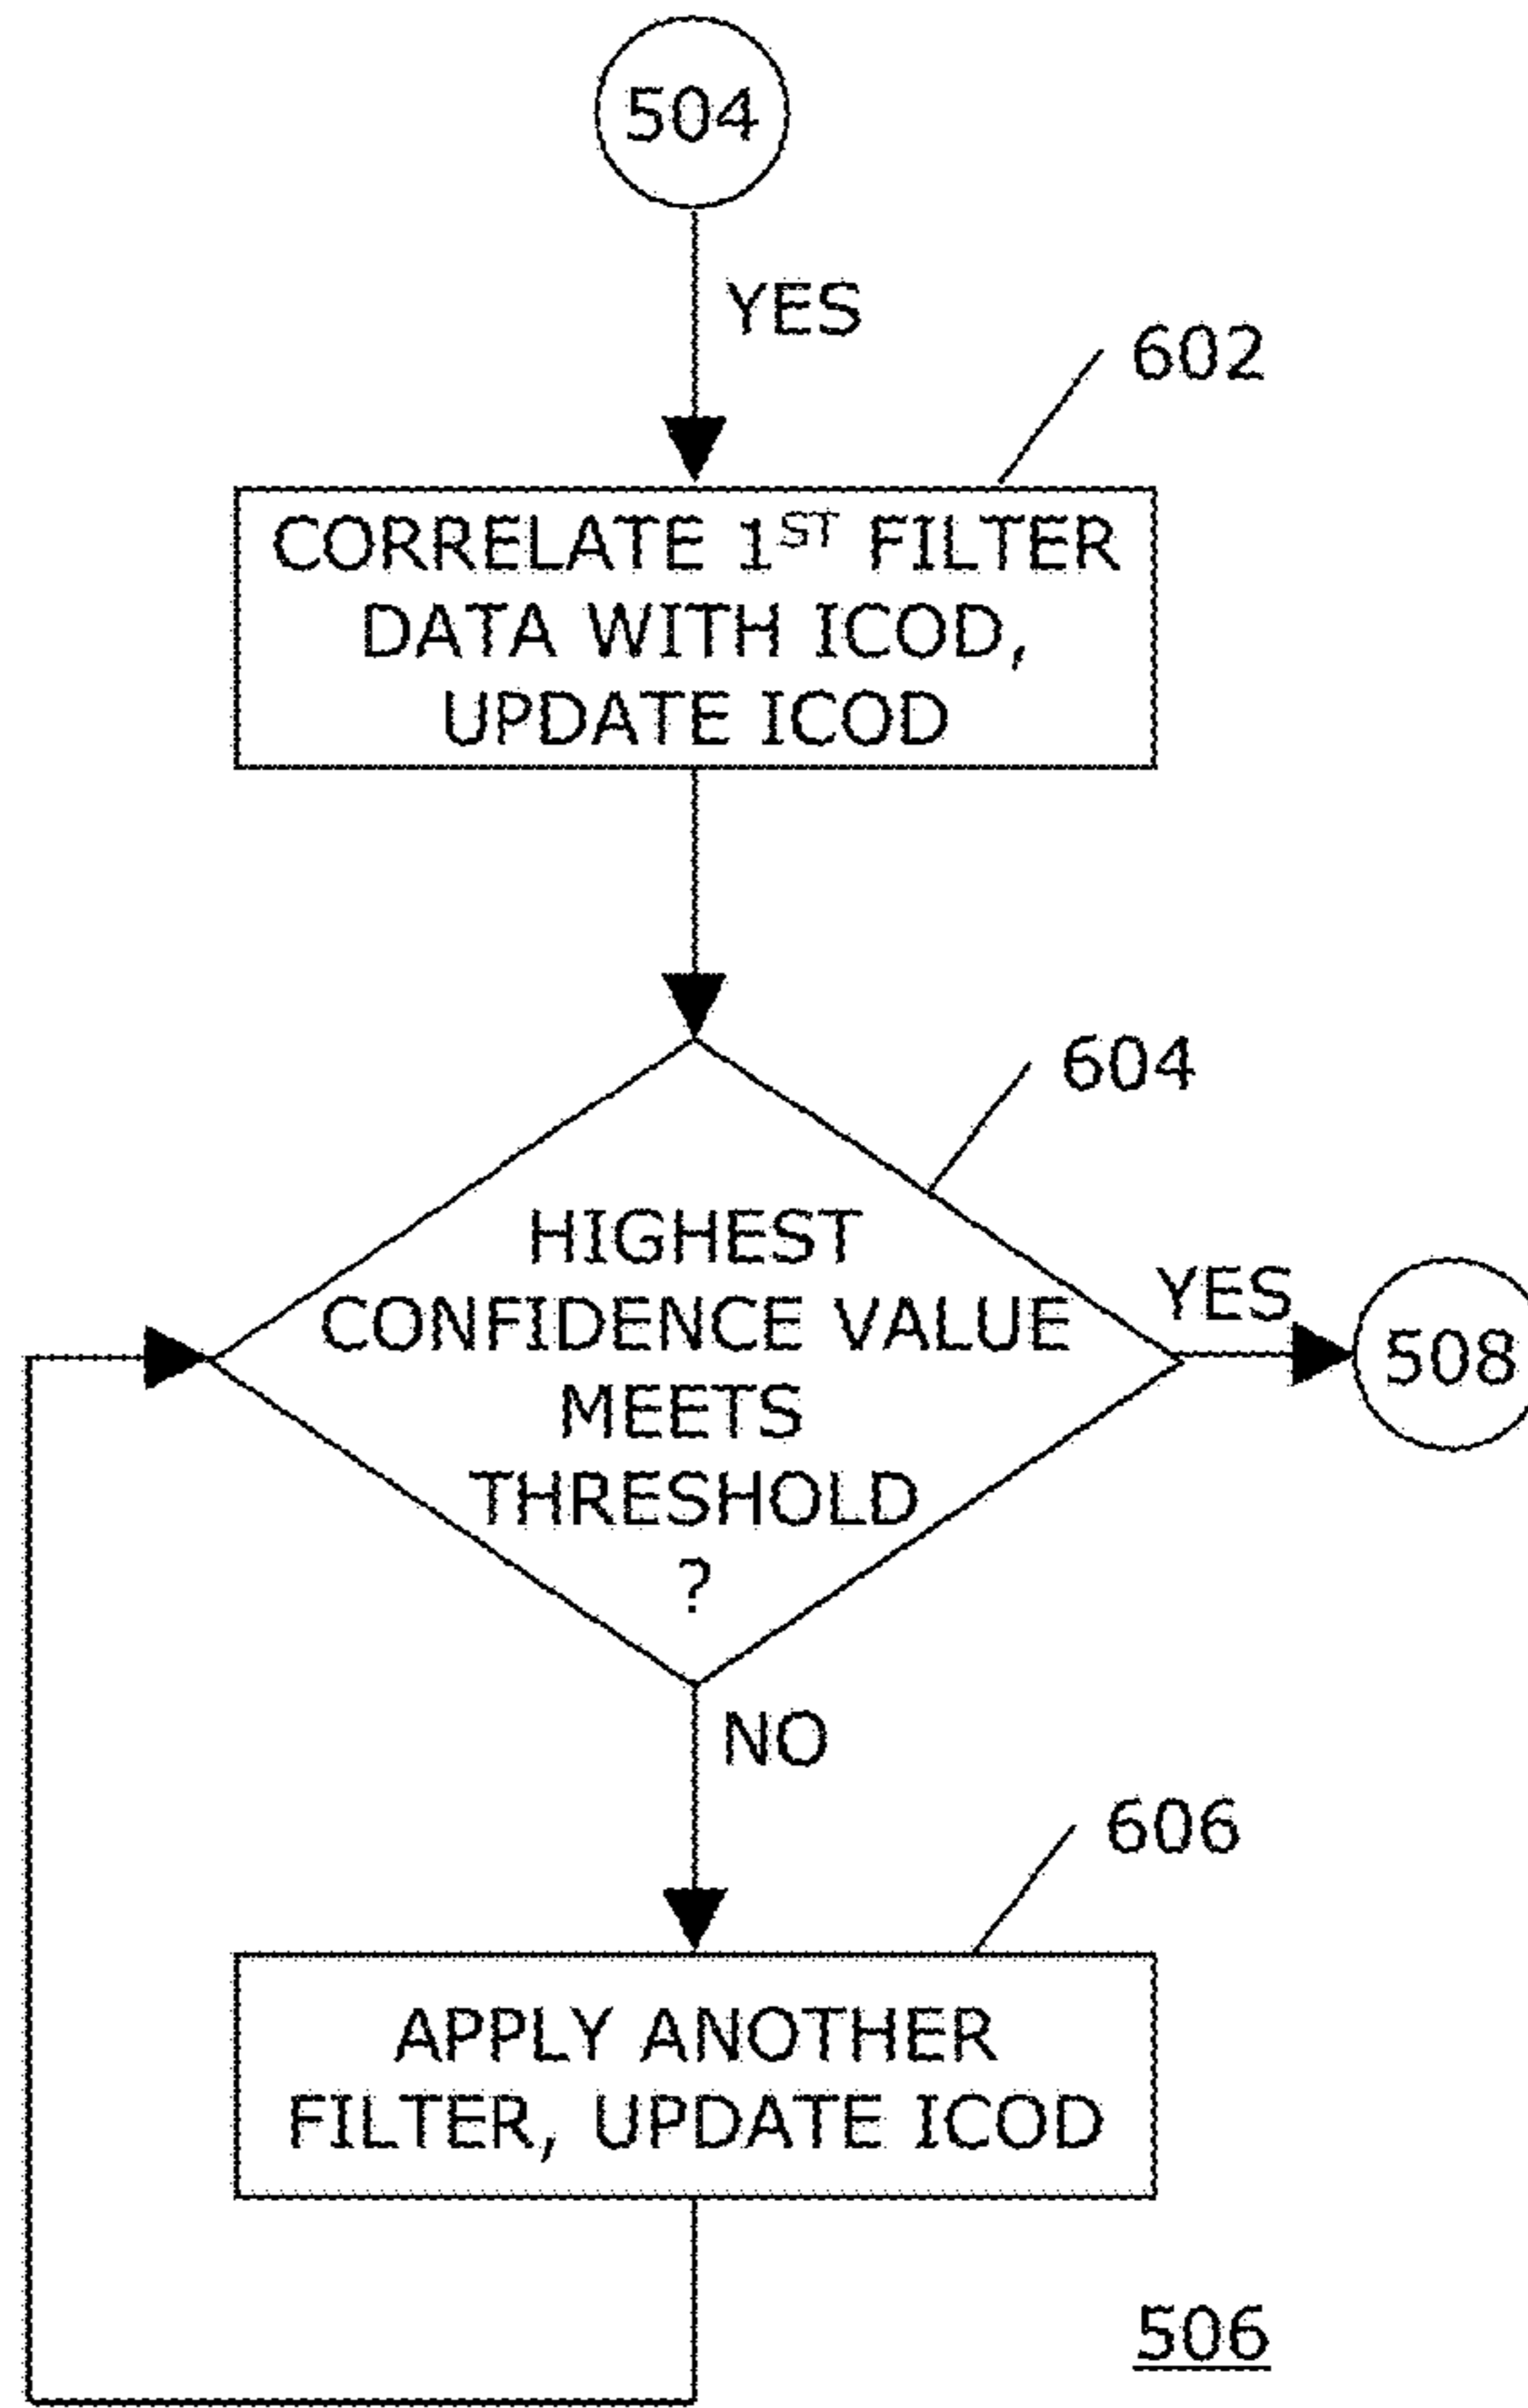 504
YES
602
CORRELATE 1ST FILTER
DATA WITH ICOD,
UPDATE ICOD
604
HIGHEST
CONFIDENCE VALUE
MEETS
THRESHOLD
?
YES
508
NO
606
APPLY ANOTHER
FILTER, UPDATE ICOD
506